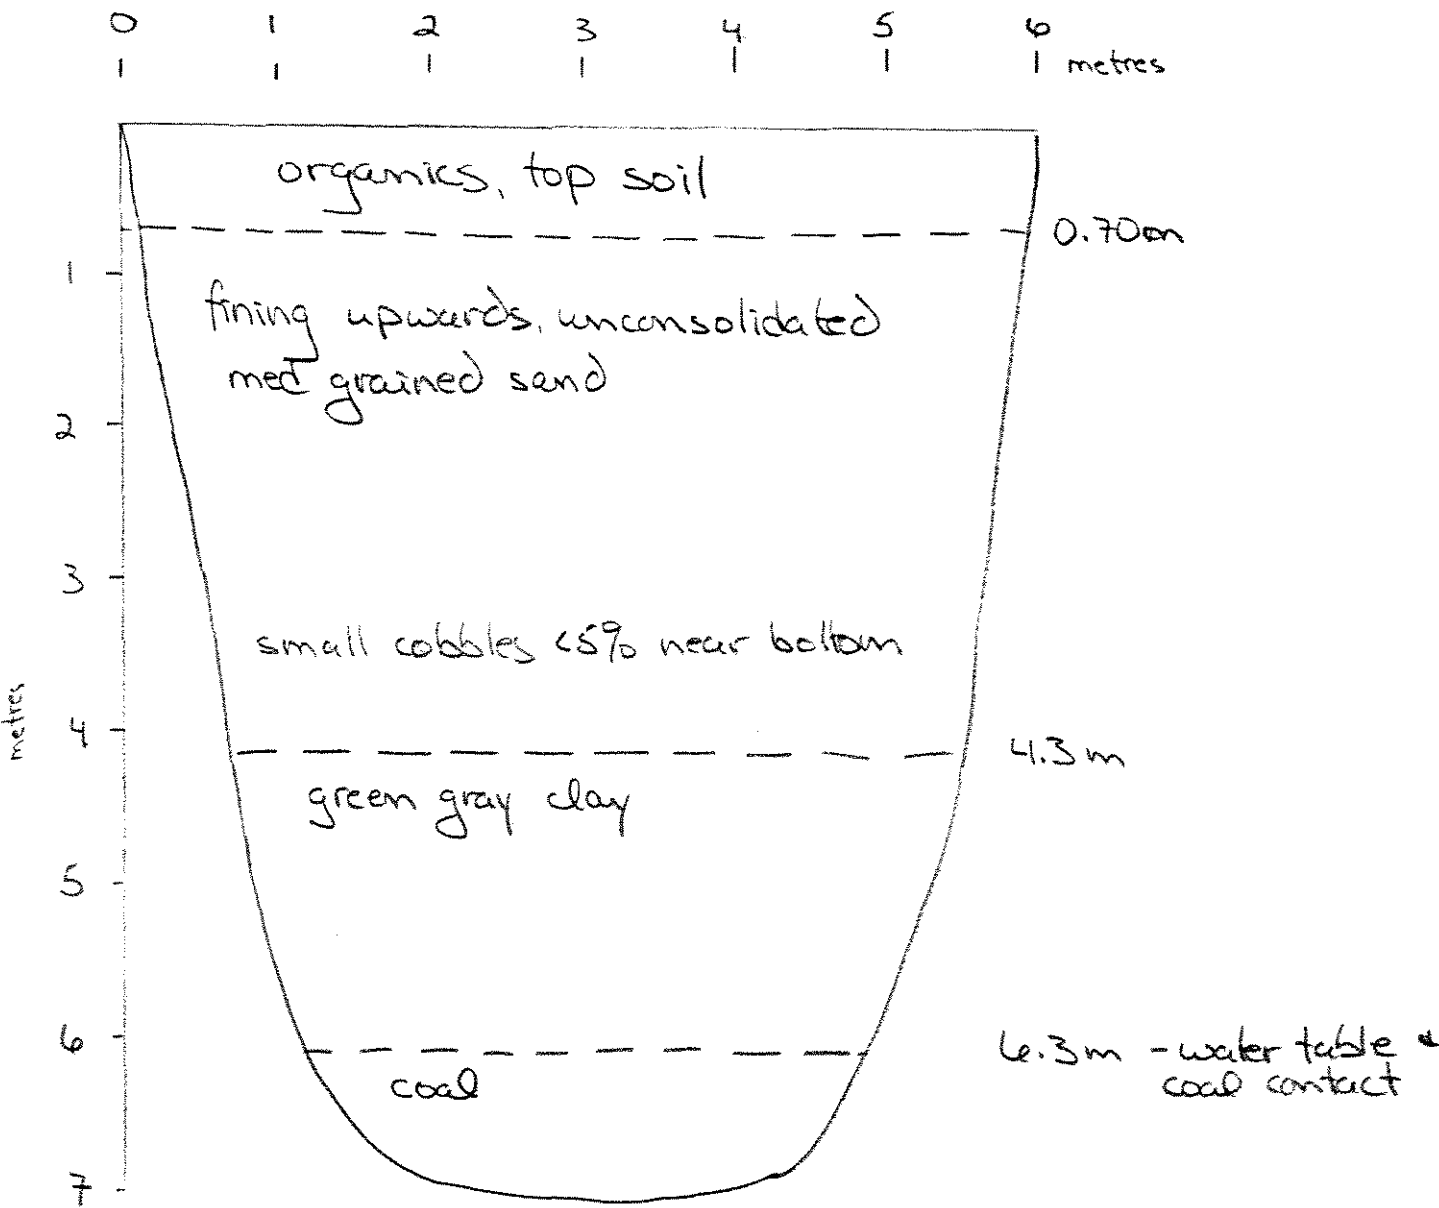 0 1 2 3 4 5 6
metres
organics, top soil
0.70m
1
fining upwards, unconsolidated
med grained sand
2
3
small cobbles <5% near bottom
metres
4
4.3m
green gray clay
5
6
6.3m - water table &
coal contact
coal
7